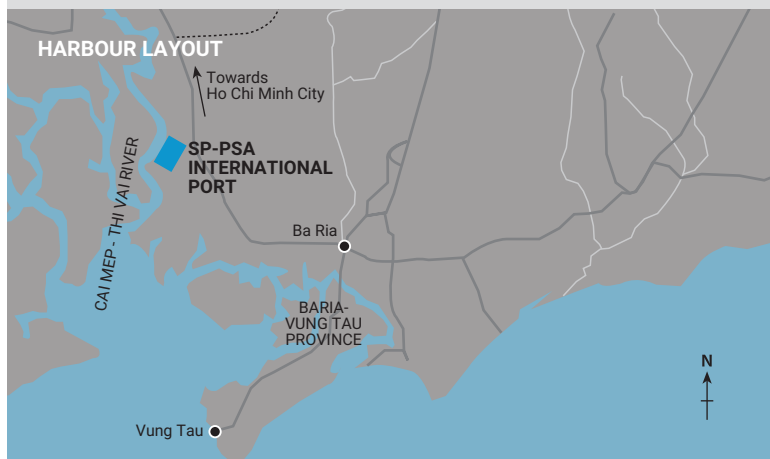 HARBOUR LAYOUT
Towards
Ho Chi Minh City
SP-PSA
INTERNATIONAL
PORT
CAI MEP - THI VAI RIVER
Ba Ria
BARIA-
VUNG TAU
PROVINCE
N
Vung Tau